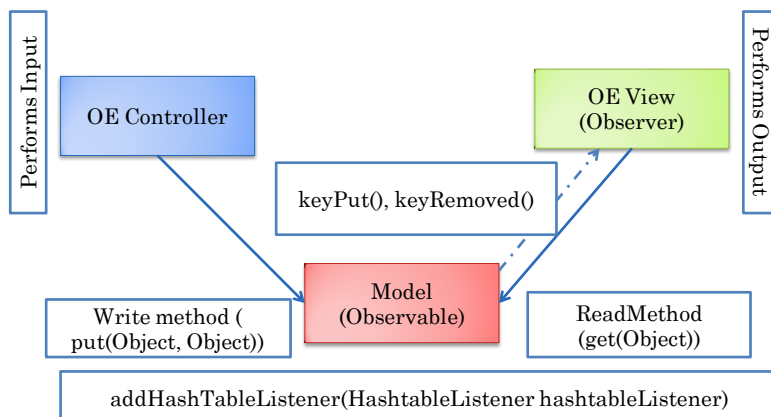 Performs Input
OE Controller
OE View
(Observer)
Performs Output
keyPut(), keyRemoved()
Model
(Observable)
Write method (
put(Object, Object))
ReadMethod
(get(Object))
addHashTableListener(HashtableListener hashtableListener)